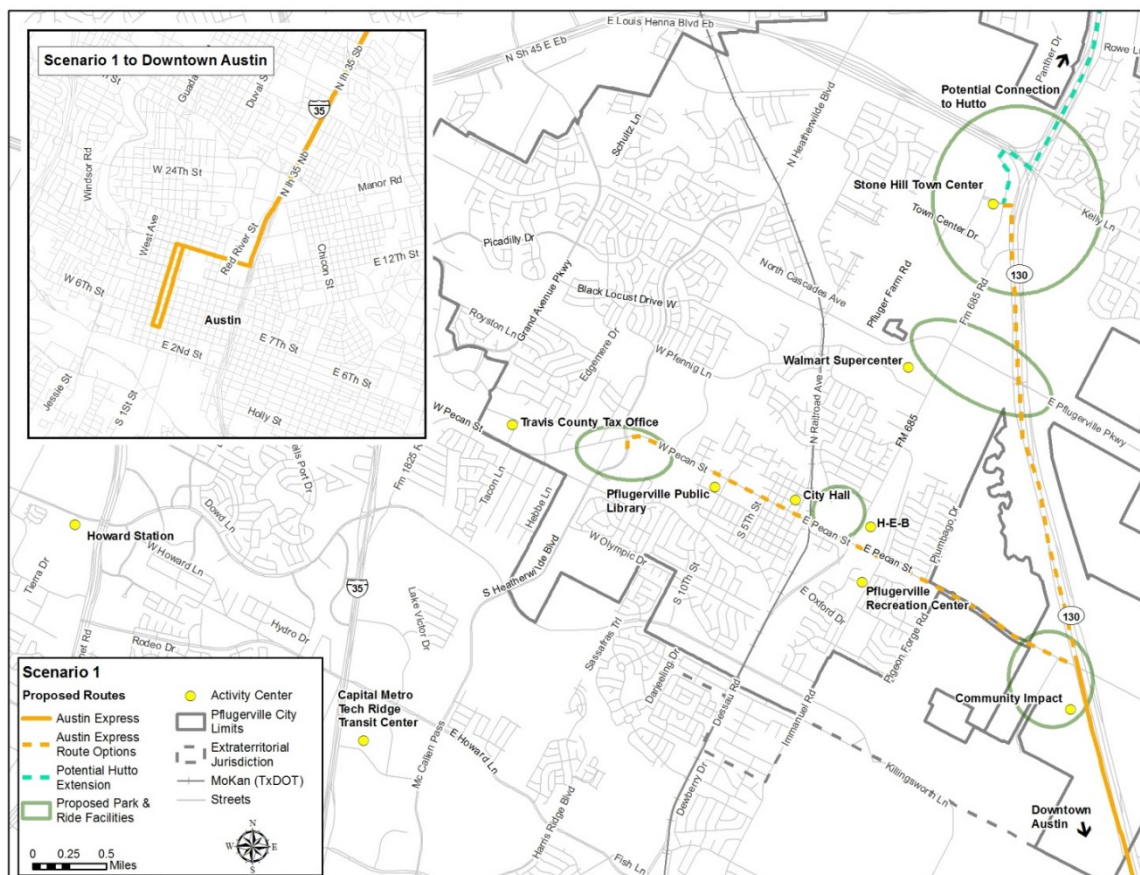 Scenario 1 to Downtown Austin
Guada
Duval S
N Ih 35 Sb
35
Windsor Rd
W 24Th St
N Ih 35 Nb
Manor Rd
West Ave
Red River St
Chicon St
E 12Th St
W 6Th St
Austin
E 2Nd St
E 7Th St
E 6Th St
Jessie St
S 1St St
Holly St
E Louis Henna Blvd Eb
N Sh 45 E Eb
Panther Dr
Rowe L
Potential Connection
to Hutto
Schultz Ln
N Heatherwilde Blvd
Stone Hill Town Center
Town Center Dr
Kelly Ln
Picadilly Dr
Grand Avenue Pkwy
North Cascades Ave
130
Black Locust Drive W
Pfluger Farm Rd
Fm 685 Rd
Royston Ln
Edgemere Dr
W Pfennig Ln
Walmart Supercenter
E Pflugerville Pkwy
W Pecan St
Travis County Tax Office
N Railroad Ave
FM 685
W Pecan St
Fm 1825 R
ells Port Dr
Tacon Ln
Pflugerville Public
Library
City Hall
Hebbe Ln
S 5Th St
E Pecan St
H-E-B
Plumbago Dr
Dowd Ln
Howard Station
W Howard Ln
W Olympic Dr
E Pecan St
S Heatherwilde Blvd
S 10Th St
Pflugerville
Recreation Center
Tierra Dr
35
Lake Victor Dr
E Oxford Dr
130
Hydro Dr
Sassafras Trl
Pigeon Forge Rd
net Rd
Rodeo Dr
Darjeeling Dr
Dessau Rd
Immanuel Rd
Community Impact
Capital Metro
Tech Ridge
Transit Center
Mc Callen Pass
E Howard Ln
Killingsworth Ln
Dewberry Dr
Harris Ridge Blvd
Fish Ln
Downtown
Austin
Scenario 1
Proposed Routes
Austin Express
Austin Express
Route Options
Potential Hutto
Extension
Proposed Park &
Ride Facilities
Activity Center
Pflugerville City
Limits
Extraterritorial
Jurisdiction
MoKan (TxDOT)
Streets
N
W E
S
0 0.25 0.5
Miles